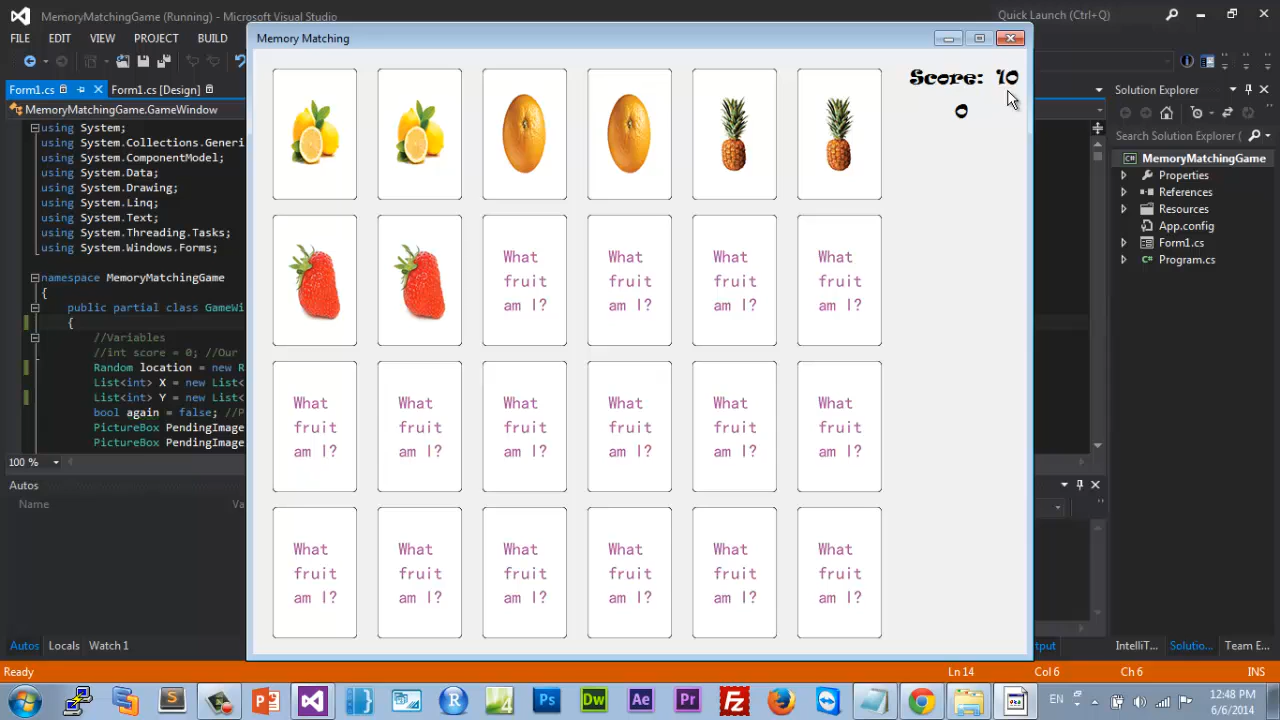 MemoryMatchingGame (Running) - Microsoft Visual Studio
Quick Launch (Ctrl+Q)
FILE EDIT VIEW PROJECT BUILD
Memory Matching
Form1.cs
Form1.cs [Design]
MemoryMatchingGame.GameWindow
using System;
using System.Collections.Generi
using System.ComponentModel;
using System.Data;
using System.Drawing;
using System.Linq;
using System.Text;
using System.Threading.Tasks;
using System.Windows.Forms;
namespace MemoryMatchingGame
{
public partial class GameWi
{
//Variables
//int score = 0; //Our
Random location = new R
List<int> X = new List<
List<int> Y = new List<
bool again = false; //P
PictureBox PendingImage
PictureBox PendingImage
100 %
Autos
Name
Va
Score: 10
0
What What What What
fruit fruit fruit fruit
am I? am I? am I? am I?
What What What What What What
fruit fruit fruit fruit fruit fruit
am I? am I? am I? am I? am I? am I?
What What What What What What
fruit fruit fruit fruit fruit fruit
am I? am I? am I? am I? am I? am I?
Solution Explorer
Search Solution Explorer (Ctrl
MemoryMatchingGame
Properties
References
Resources
App.config
Form1.cs
Program.cs
Autos Locals Watch 1
utput
IntelliT... Solutio... Team E...
Ready
Ln 14 Col 6 Ch 6 INS
EN
12:48 PM
6/6/2014